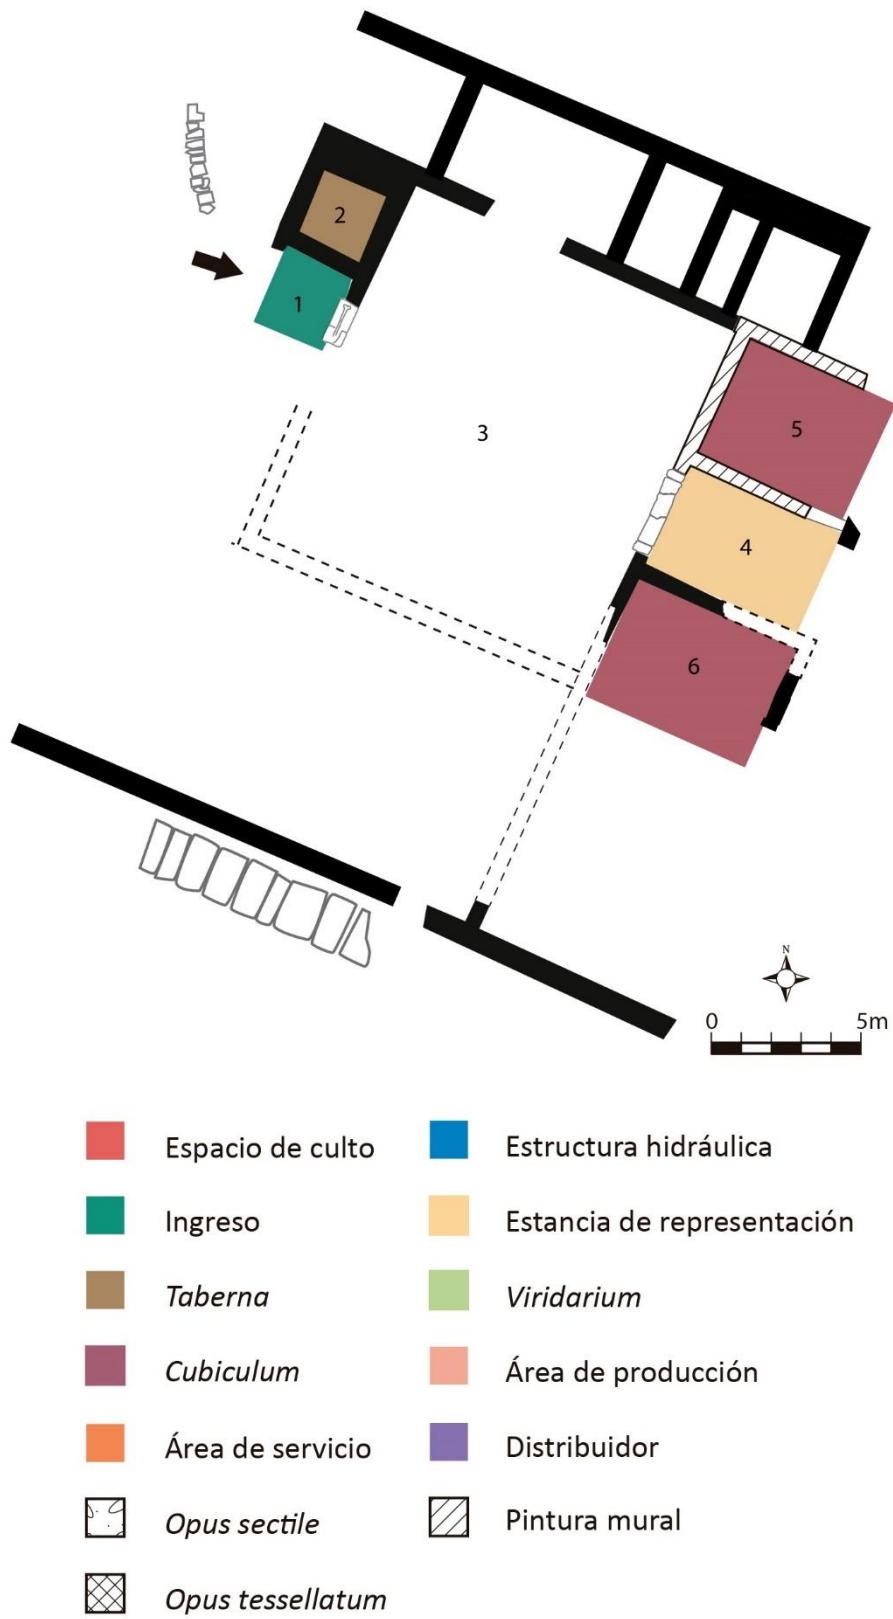 2
1
3
5
4
6
N
0 5m
Espacio de culto
Estructura hidráulica
Ingreso
Estancia de representación
Taberna
Viridarium
Cubiculum
Área de producción
Área de servicio
Distribuidor
Opus sectile
Pintura mural
Opus tessellatum